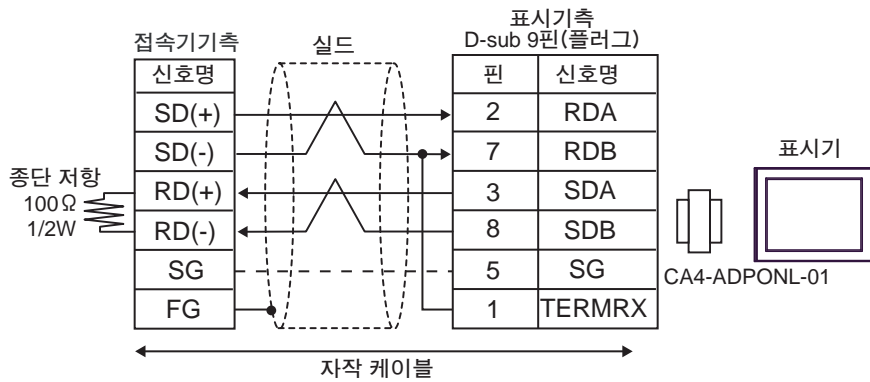 표시기측
접속기기측
실드
D-sub 9핀(플러그)
신호명
핀
신호명
SD(+)
2
RDA
SD(-)
7
RDB
표시기
종단 저항
100Ω
1/2W
RD(+)
3
SDA
RD(-)
8
SDB
SG
5
SG
CA4-ADPONL-01
FG
1
TERMRX
자작 케이블